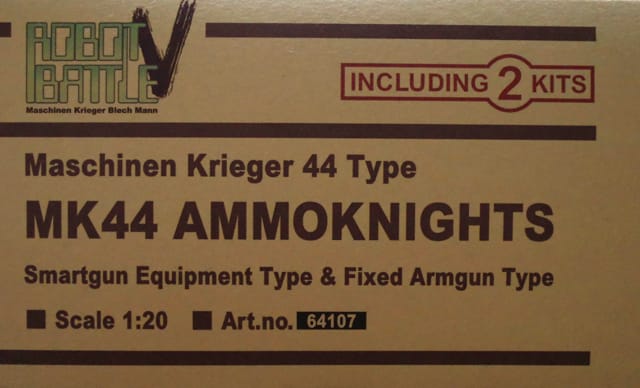 ROBOT
BATTLE V
Maschinen Krieger Blech Mann
INCLUDING 2 KITS
Maschinen Krieger 44 Type
MK44 AMMOKNIGHTS
Smartgun Equipment Type & Fixed Armgun Type
■ Scale 1:20 ■ Art.no. 64107